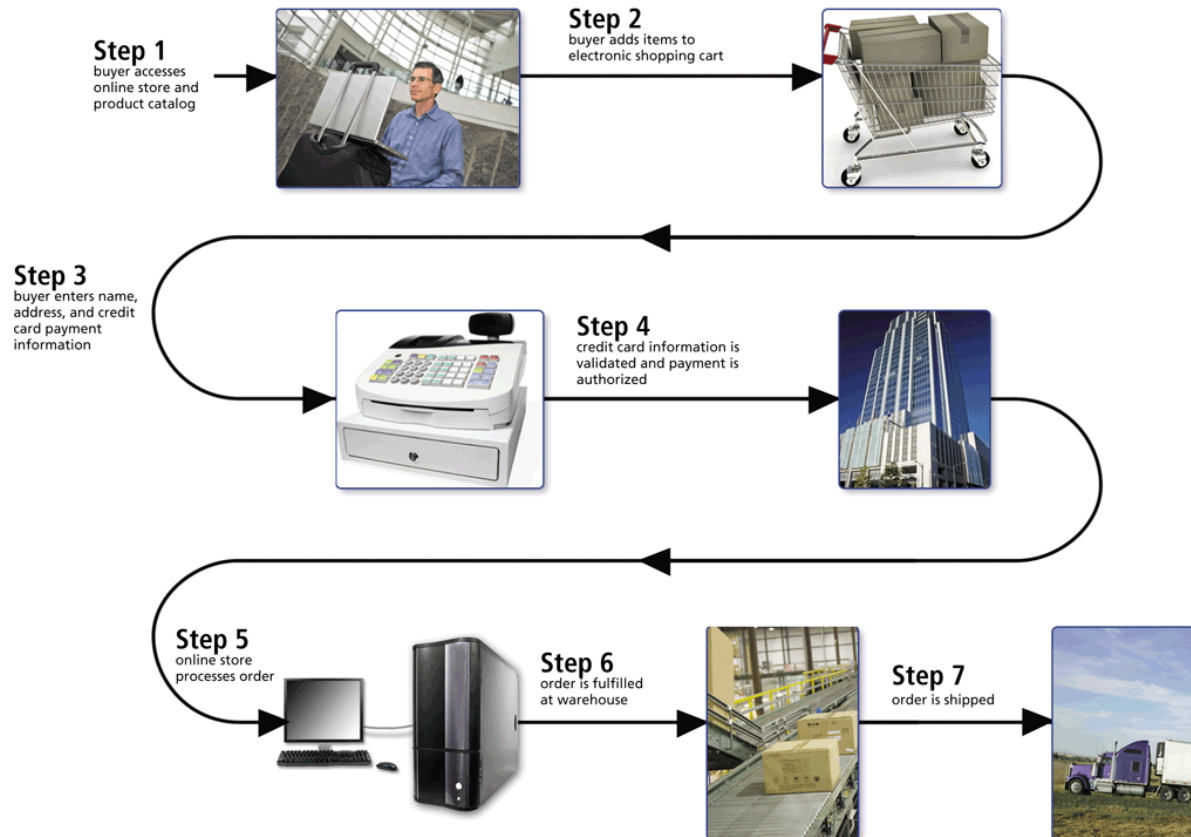 Step 1
buyer accesses
online store and
product catalog
Step 2
buyer adds items to
electronic shopping cart
Step 3
buyer enters name,
address, and credit
card payment
information
Step 4
credit card information is
validated and payment is
authorized
Step 5
online store
processes order
Step 6
order is fulfilled
at warehouse
Step 7
order is shipped